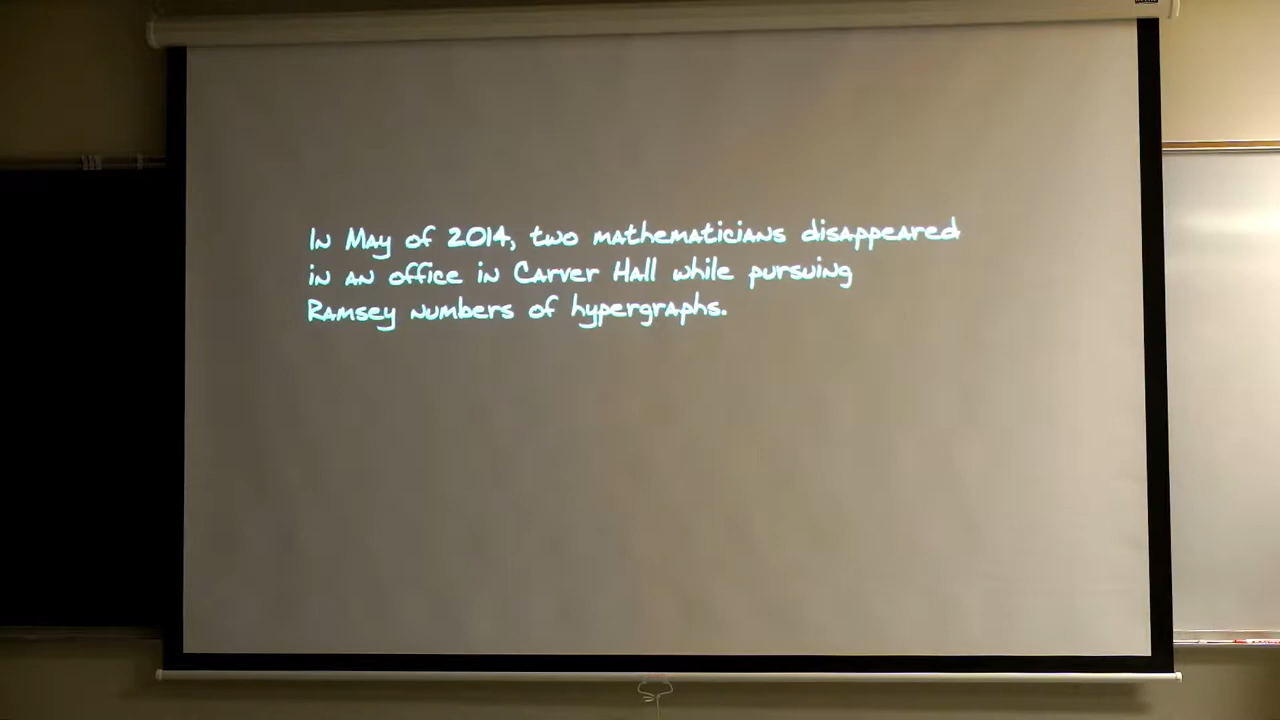 In May of 2014, two mathematicians disappeared
in an office in Carver Hall while pursuing
Ramsey numbers of hypergraphs.